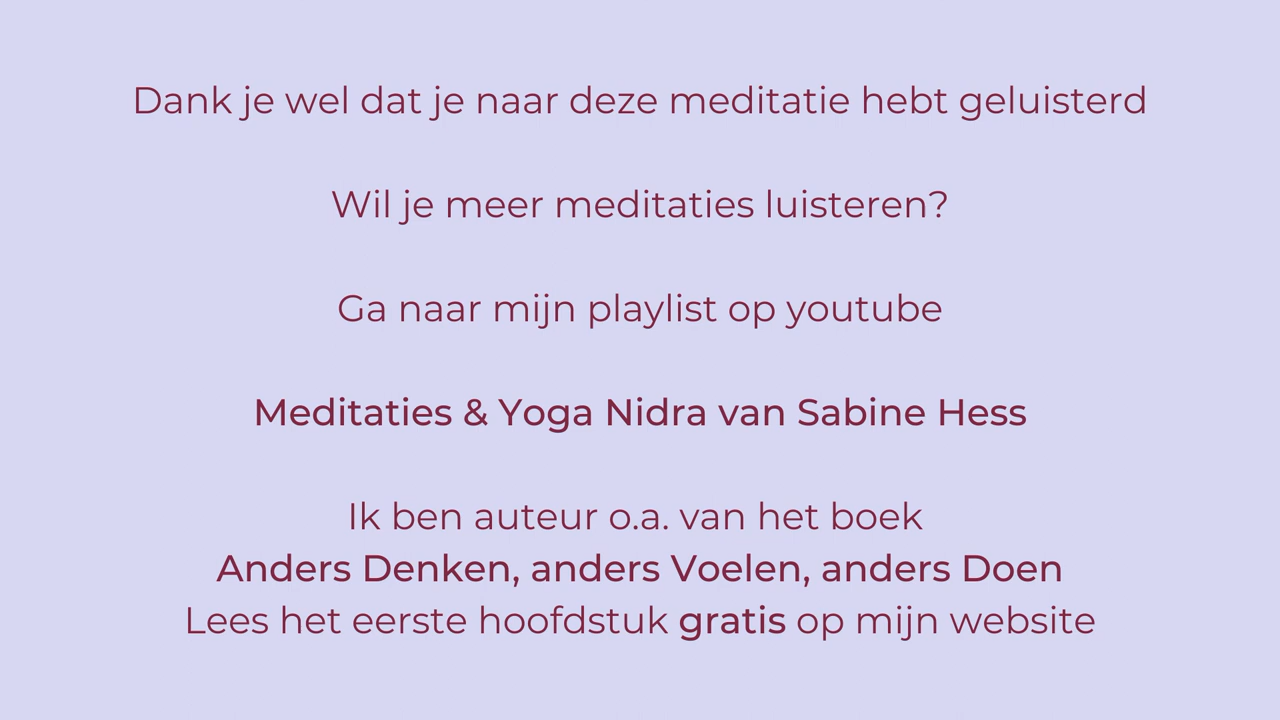 Dank je wel dat je naar deze meditatie hebt geluisterd
Wil je meer meditaties luisteren?
Ga naar mijn playlist op youtube
Meditaties & Yoga Nidra van Sabine Hess
Ik ben auteur o.a. van het boek
Anders Denken, anders Voelen, anders Doen
Lees het eerste hoofdstuk gratis op mijn website